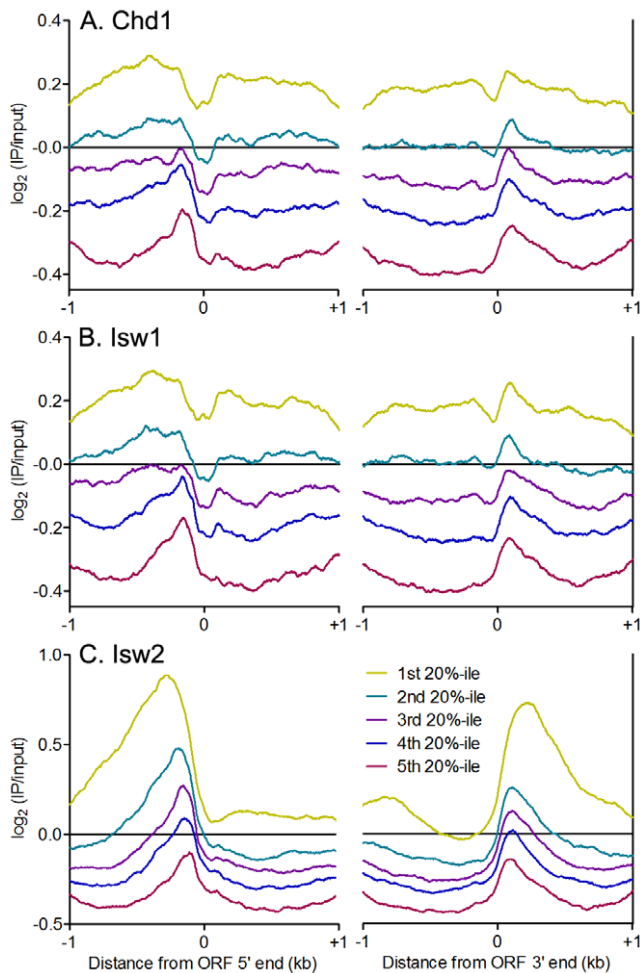 A. Chd1
log2 (IP/input)
0.4
0.2
-0.0
-0.2
-0.4
-1 0 +1 0 +1
B. Isw1
log2 (IP/input)
0.4
0.2
-0.0
-0.2
-0.4
-1 0 +1 0 +1
C. Isw2
log2 (IP/input)
1.0
0.5
0.0
-0.5
1st 20%-ile
2nd 20%-ile
3rd 20%-ile
4th 20%-ile
5th 20%-ile
-1 0 +1 -1 0 +1
Distance from ORF 5' end (kb)
Distance from ORF 3' end (kb)